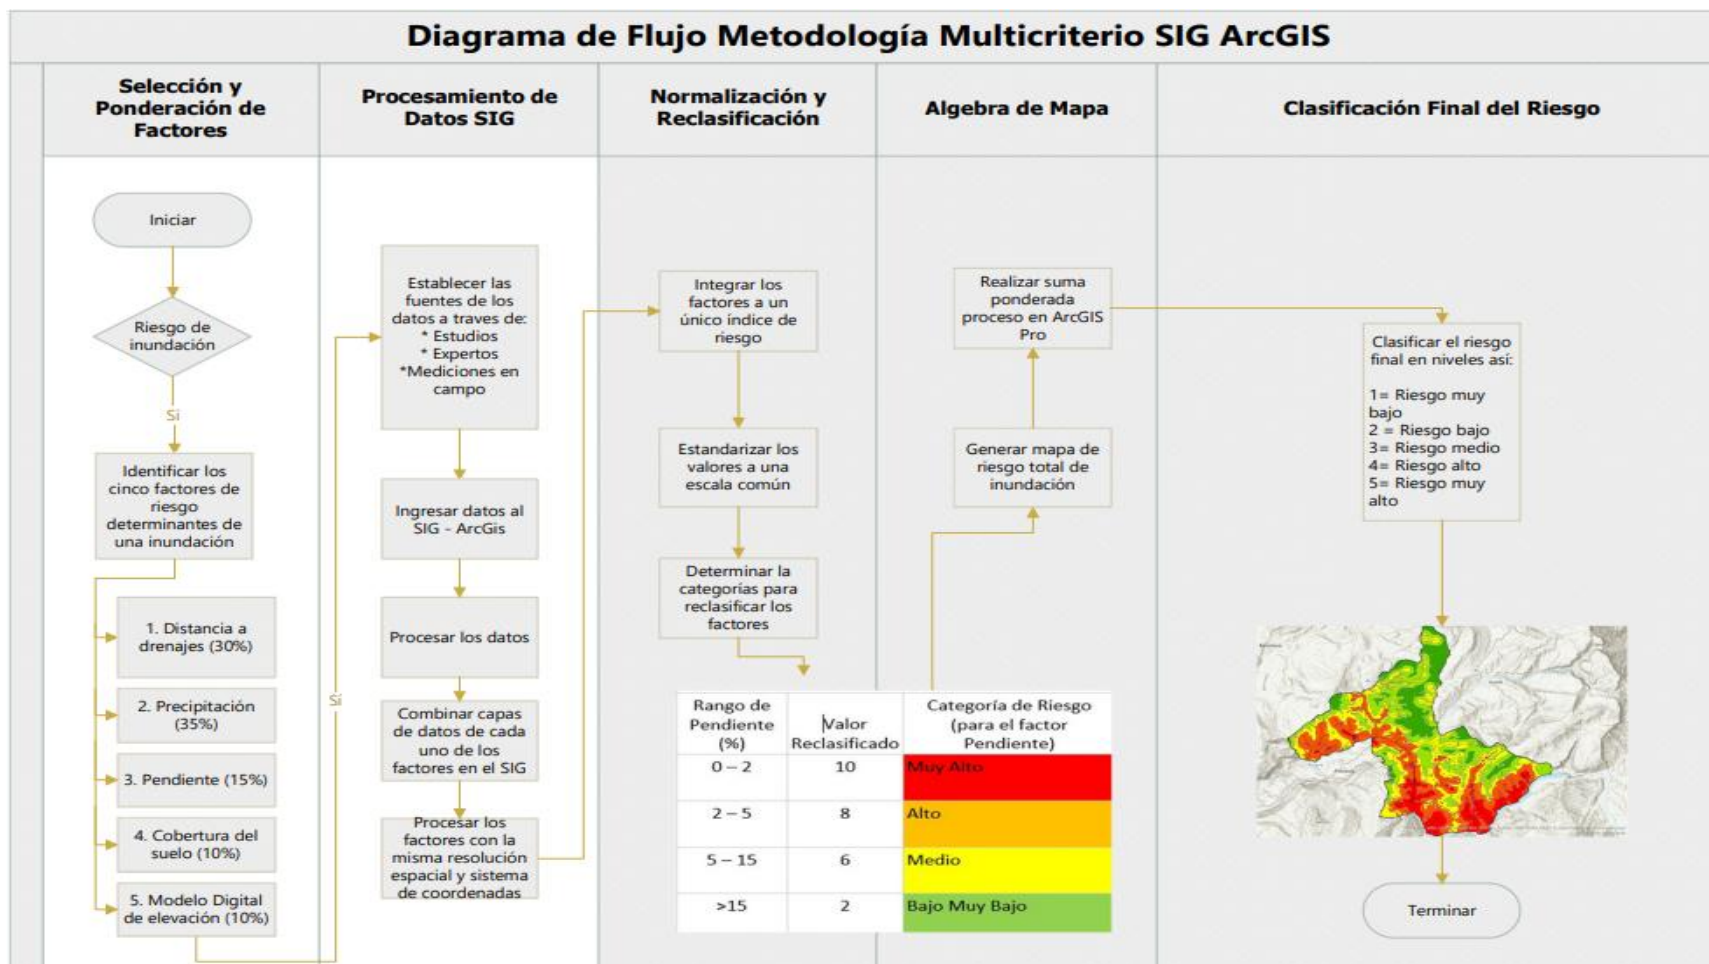 Diagrama de Flujo Metodología Multicriterio SIG ArcGIS
Selección y
Ponderación de
Factores
Procesamiento de
Datos SIG
Normalización y
Reclasificación
Algebra de Mapa
Clasificación Final del Riesgo
Iniciar
Riesgo de
inundación
Si
Identificar los
cinco factores de
riesgo
determinantes de
una inundación
1. Distancia a
drenajes (30%)
2. Precipitación
(35%)
3. Pendiente (15%)
4. Cobertura del
suelo (10%)
5. Modelo Digital
de elevación (10%)
Si
Establecer las
fuentes de los
datos a traves de:
* Estudios
* Expertos
*Mediciones en
campo
Ingresar datos al
SIG - ArcGis
Procesar los datos
Combinar capas
de datos de cada
uno de los
factores en el SIG
Procesar los
factores con la
misma resolución
espacial y sistema
de coordenadas
Integrar los
factores a un
único índice de
riesgo
Estandarizar los
valores a una
escala común
Determinar la
categorías para
reclasificar los
factores
Rango de
Pendiente
(%)
Valor
Reclasificado
Categoría de Riesgo
(para el factor
Pendiente)
0 – 2 10 Muy Alto
2 – 5 8 Alto
5 – 15 6 Medio
>15 2 Bajo Muy Bajo
Generar mapa de
riesgo total de
inundación
Realizar suma
ponderada
proceso en ArcGIS
Pro
Clasificar el riesgo
final en niveles así:
1= Riesgo muy
bajo
2 = Riesgo bajo
3= Riesgo medio
4= Riesgo alto
5= Riesgo muy
alto
Terminar